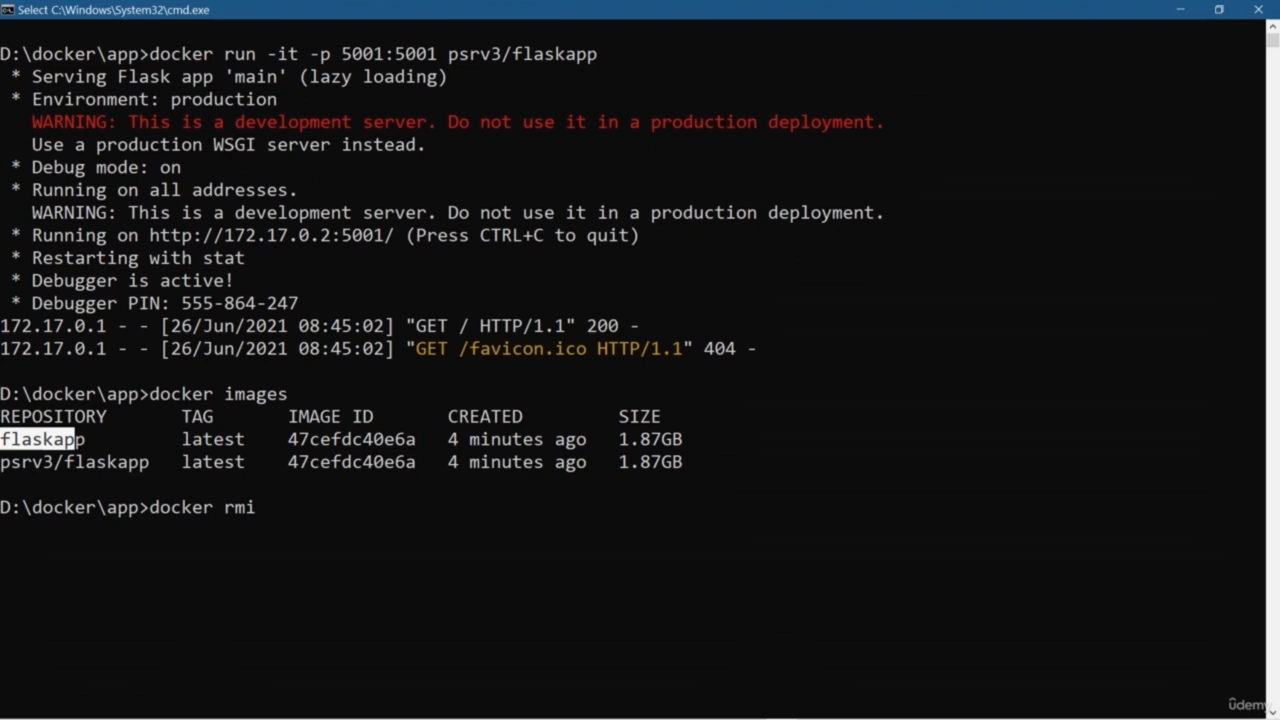 Select C:\Windows\System32\cmd.exe
D:\docker\app>docker run -it -p 5001:5001 psrv3/flaskapp
* Serving Flask app 'main' (lazy loading)
* Environment: production
WARNING: This is a development server. Do not use it in a production deployment.
Use a production WSGI server instead.
* Debug mode: on
* Running on all addresses.
WARNING: This is a development server. Do not use it in a production deployment.
* Running on http://172.17.0.2:5001/ (Press CTRL+C to quit)
* Restarting with stat
* Debugger is active!
* Debugger PIN: 555-864-247
172.17.0.1 - - [26/Jun/2021 08:45:02] "GET / HTTP/1.1" 200 -
172.17.0.1 - - [26/Jun/2021 08:45:02] "GET /favicon.ico HTTP/1.1" 404 -
D:\docker\app>docker images
REPOSITORY TAG IMAGE ID CREATED SIZE
flaskapp latest 47cefdc40e6a 4 minutes ago 1.87GB
psrv3/flaskapp latest 47cefdc40e6a 4 minutes ago 1.87GB
D:\docker\app>docker rmi
ûdemy